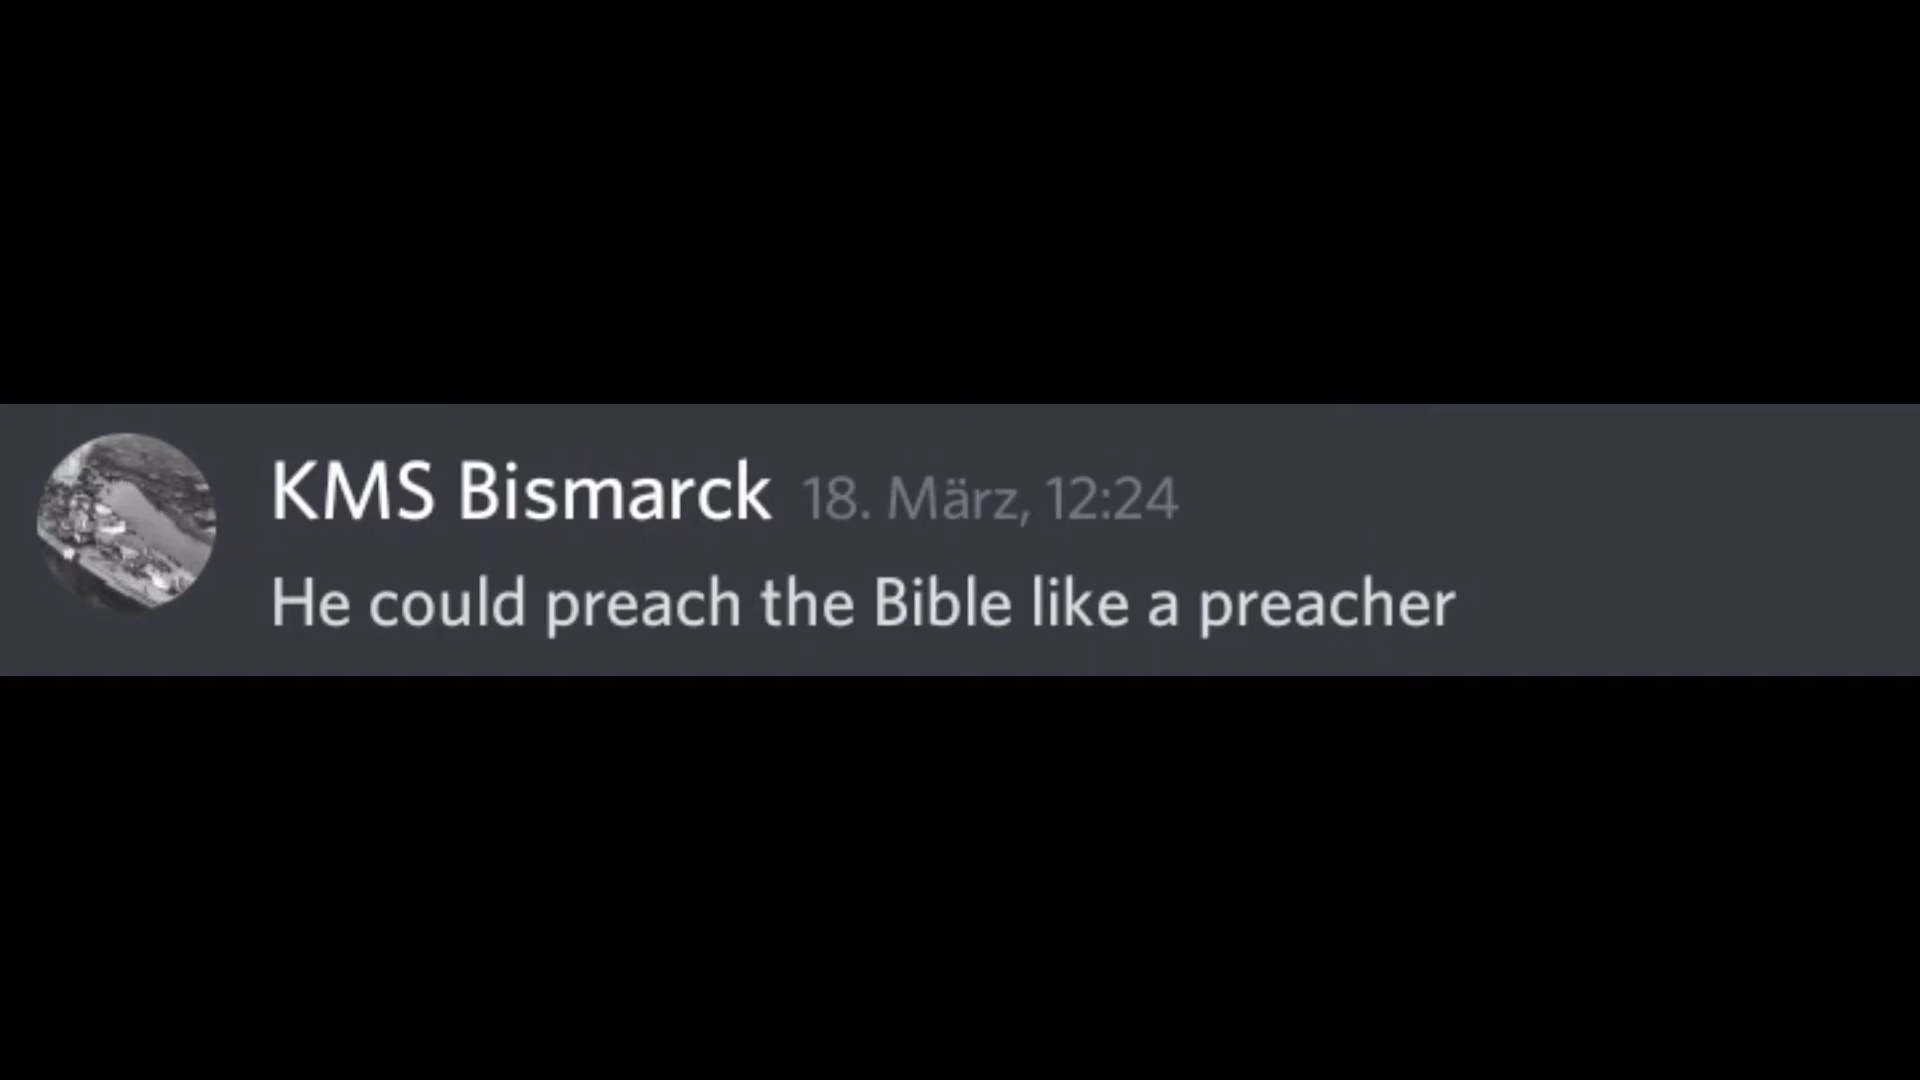 KMS Bismarck 18. März, 12:24
He could preach the Bible like a preacher